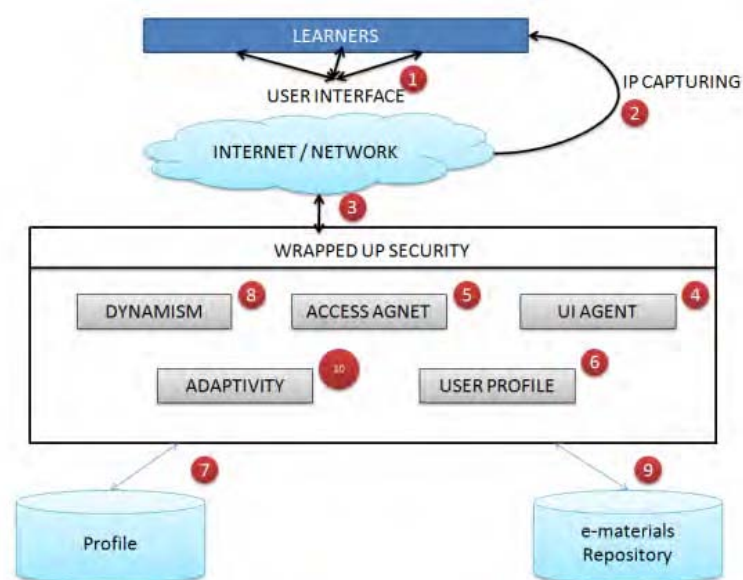 LEARNERS
1
USER INTERFACE
IP CAPTURING
2
INTERNET / NETWORK
3
WRAPPED UP SECURITY
DYNAMISM
8
ACCESS AGNET
5
UI AGENT
4
ADAPTIVITY
10
USER PROFILE
6
7
9
Profile
e-materials
Repository